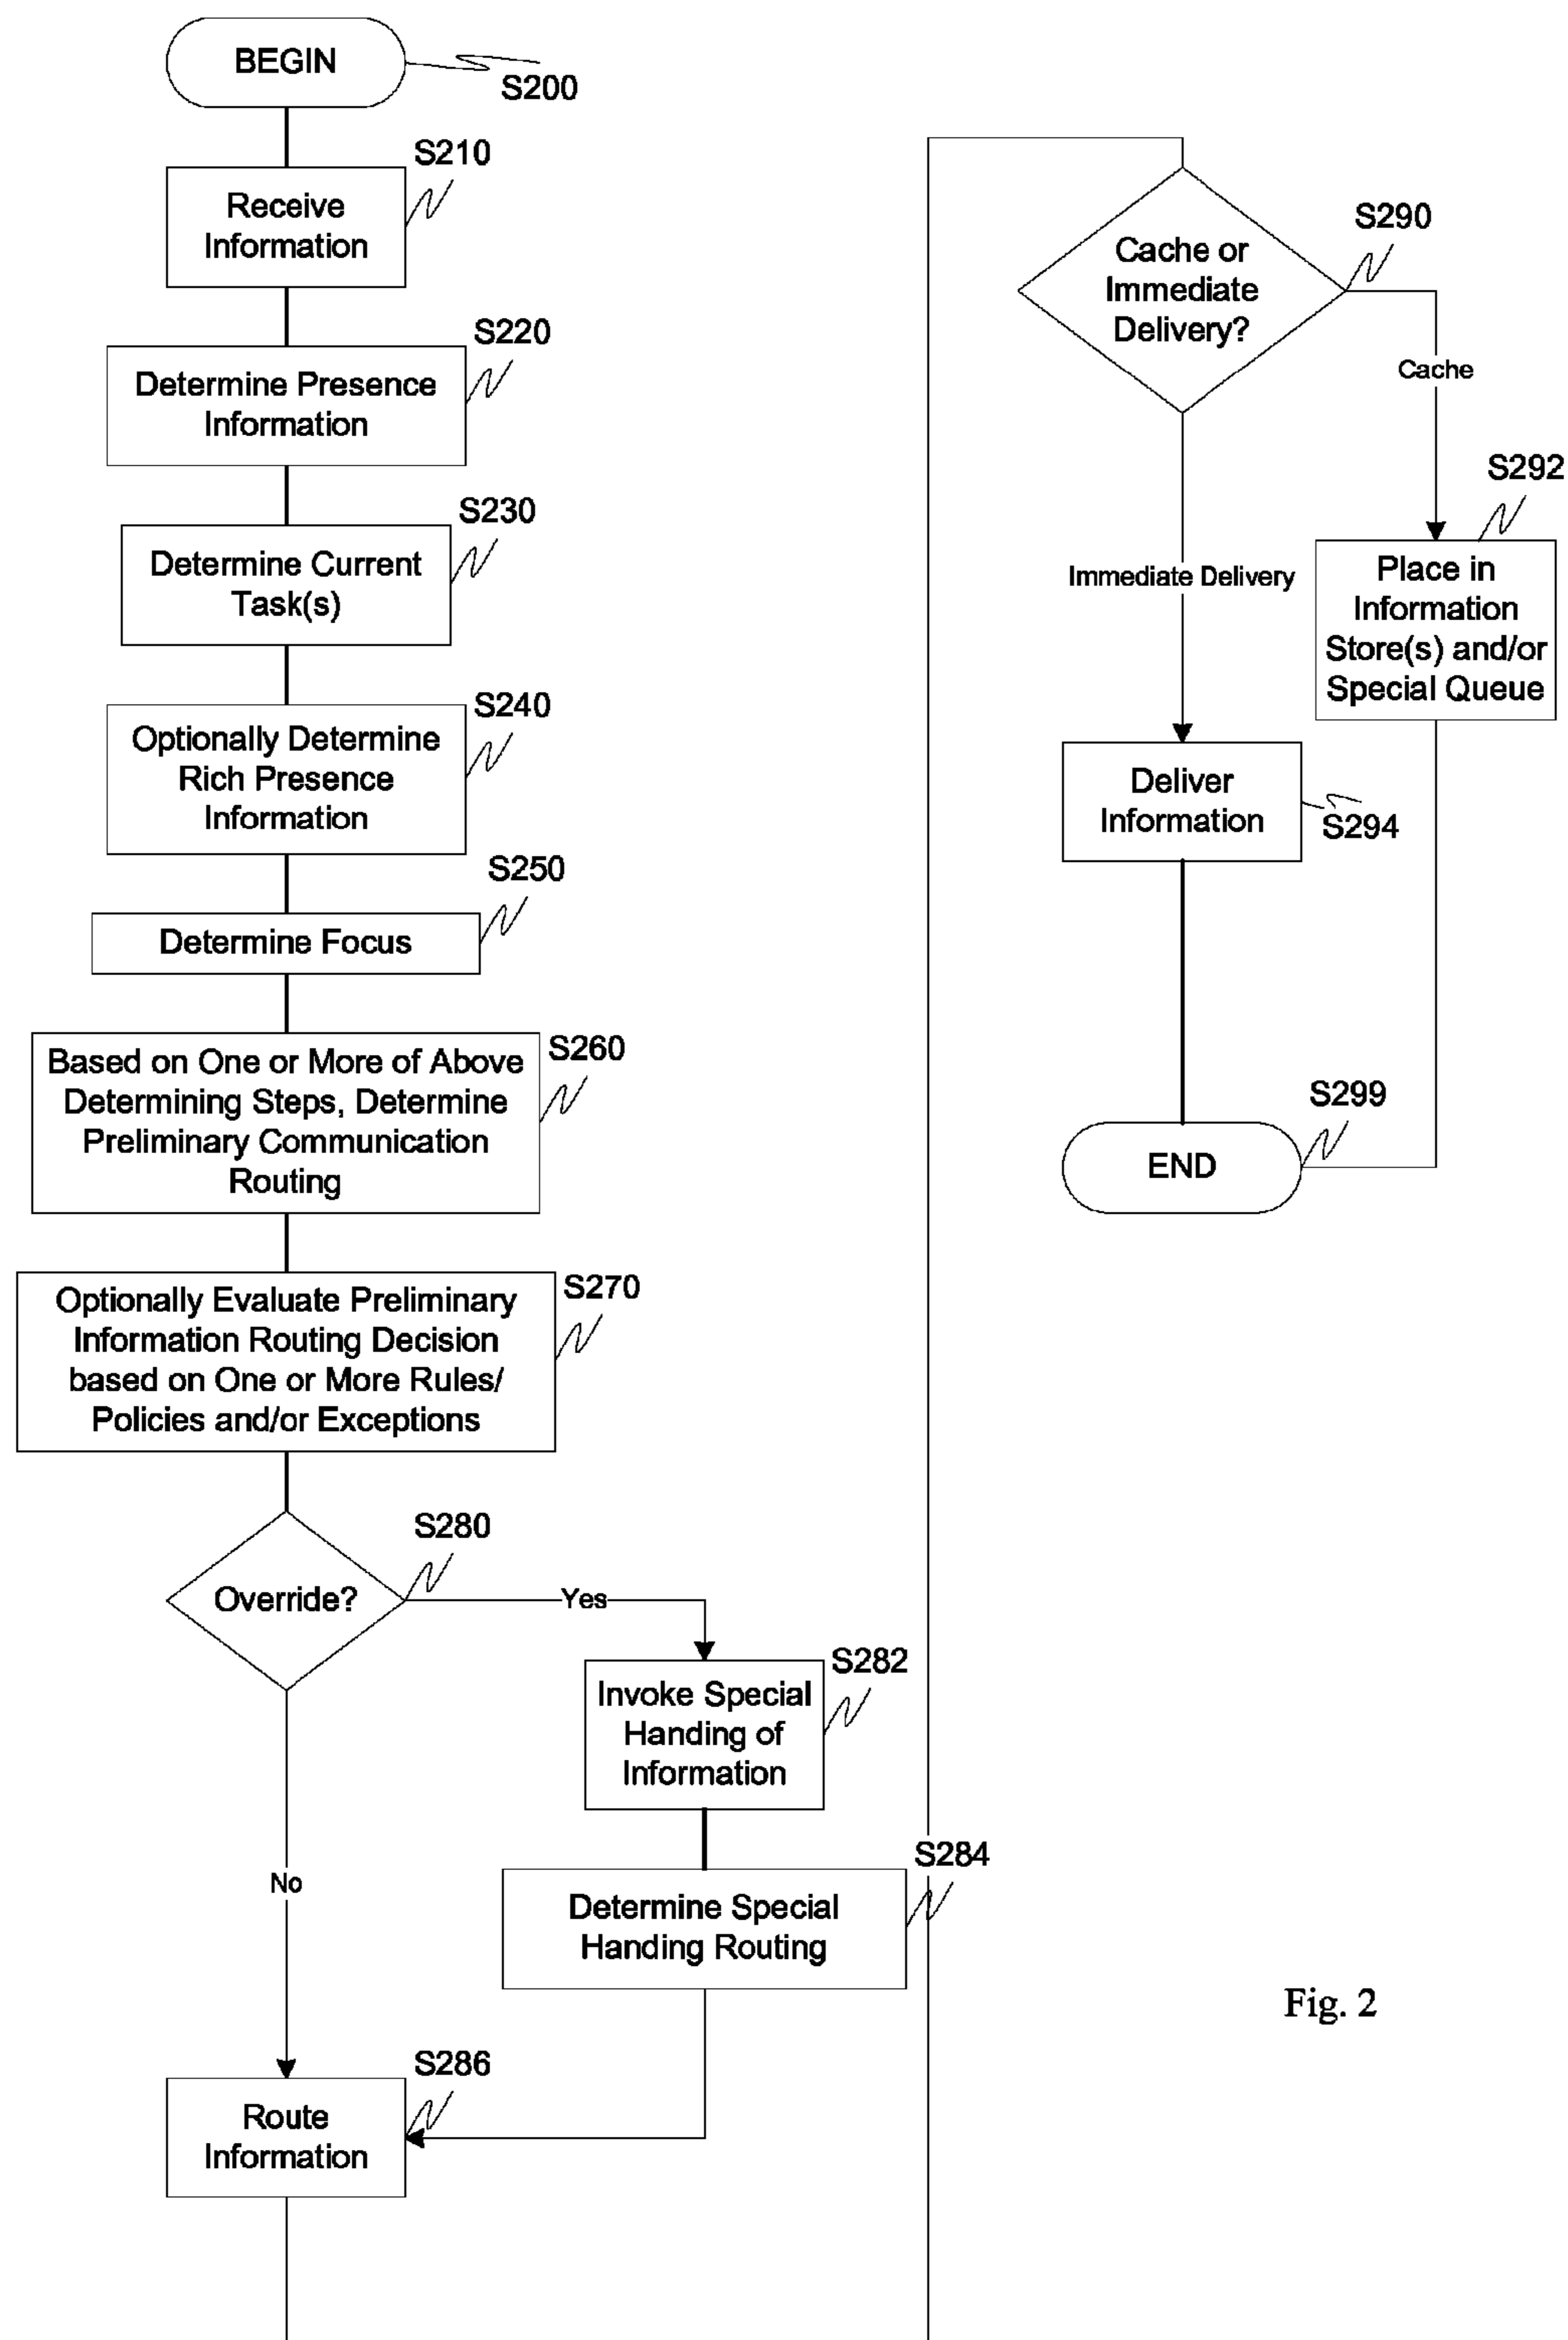 BEGIN
S200
S210
Receive
Information
S220
Determine Presence
Information
S230
Determine Current
Task(s)
S240
Optionally Determine
Rich Presence
Information
S250
Determine Focus
S260
Based on One or More of Above
Determining Steps, Determine
Preliminary Communication
Routing
S270
Optionally Evaluate Preliminary
Information Routing Decision
based on One or More Rules/
Policies and/or Exceptions
S280
Override?
Yes
S282
Invoke Special
Handing of
Information
S284
Determine Special
Handing Routing
No
S286
Route
Information
S290
Cache or
Immediate
Delivery?
Cache
S292
Place in
Information
Store(s) and/or
Special Queue
Immediate Delivery
Deliver
Information
S294
S299
END
Fig. 2